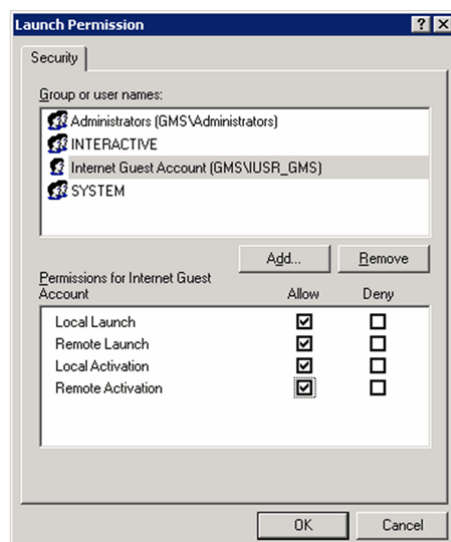 Launch Permission
Security
Group or user names:
Administrators (GMS\Administrators)
INTERACTIVE
Internet Guest Account (GMS\IUSR_GMS)
SYSTEM
Add... Remove
Permissions for Internet Guest
Account Allow Deny
Local Launch
Remote Launch
Local Activation
Remote Activation
OK Cancel